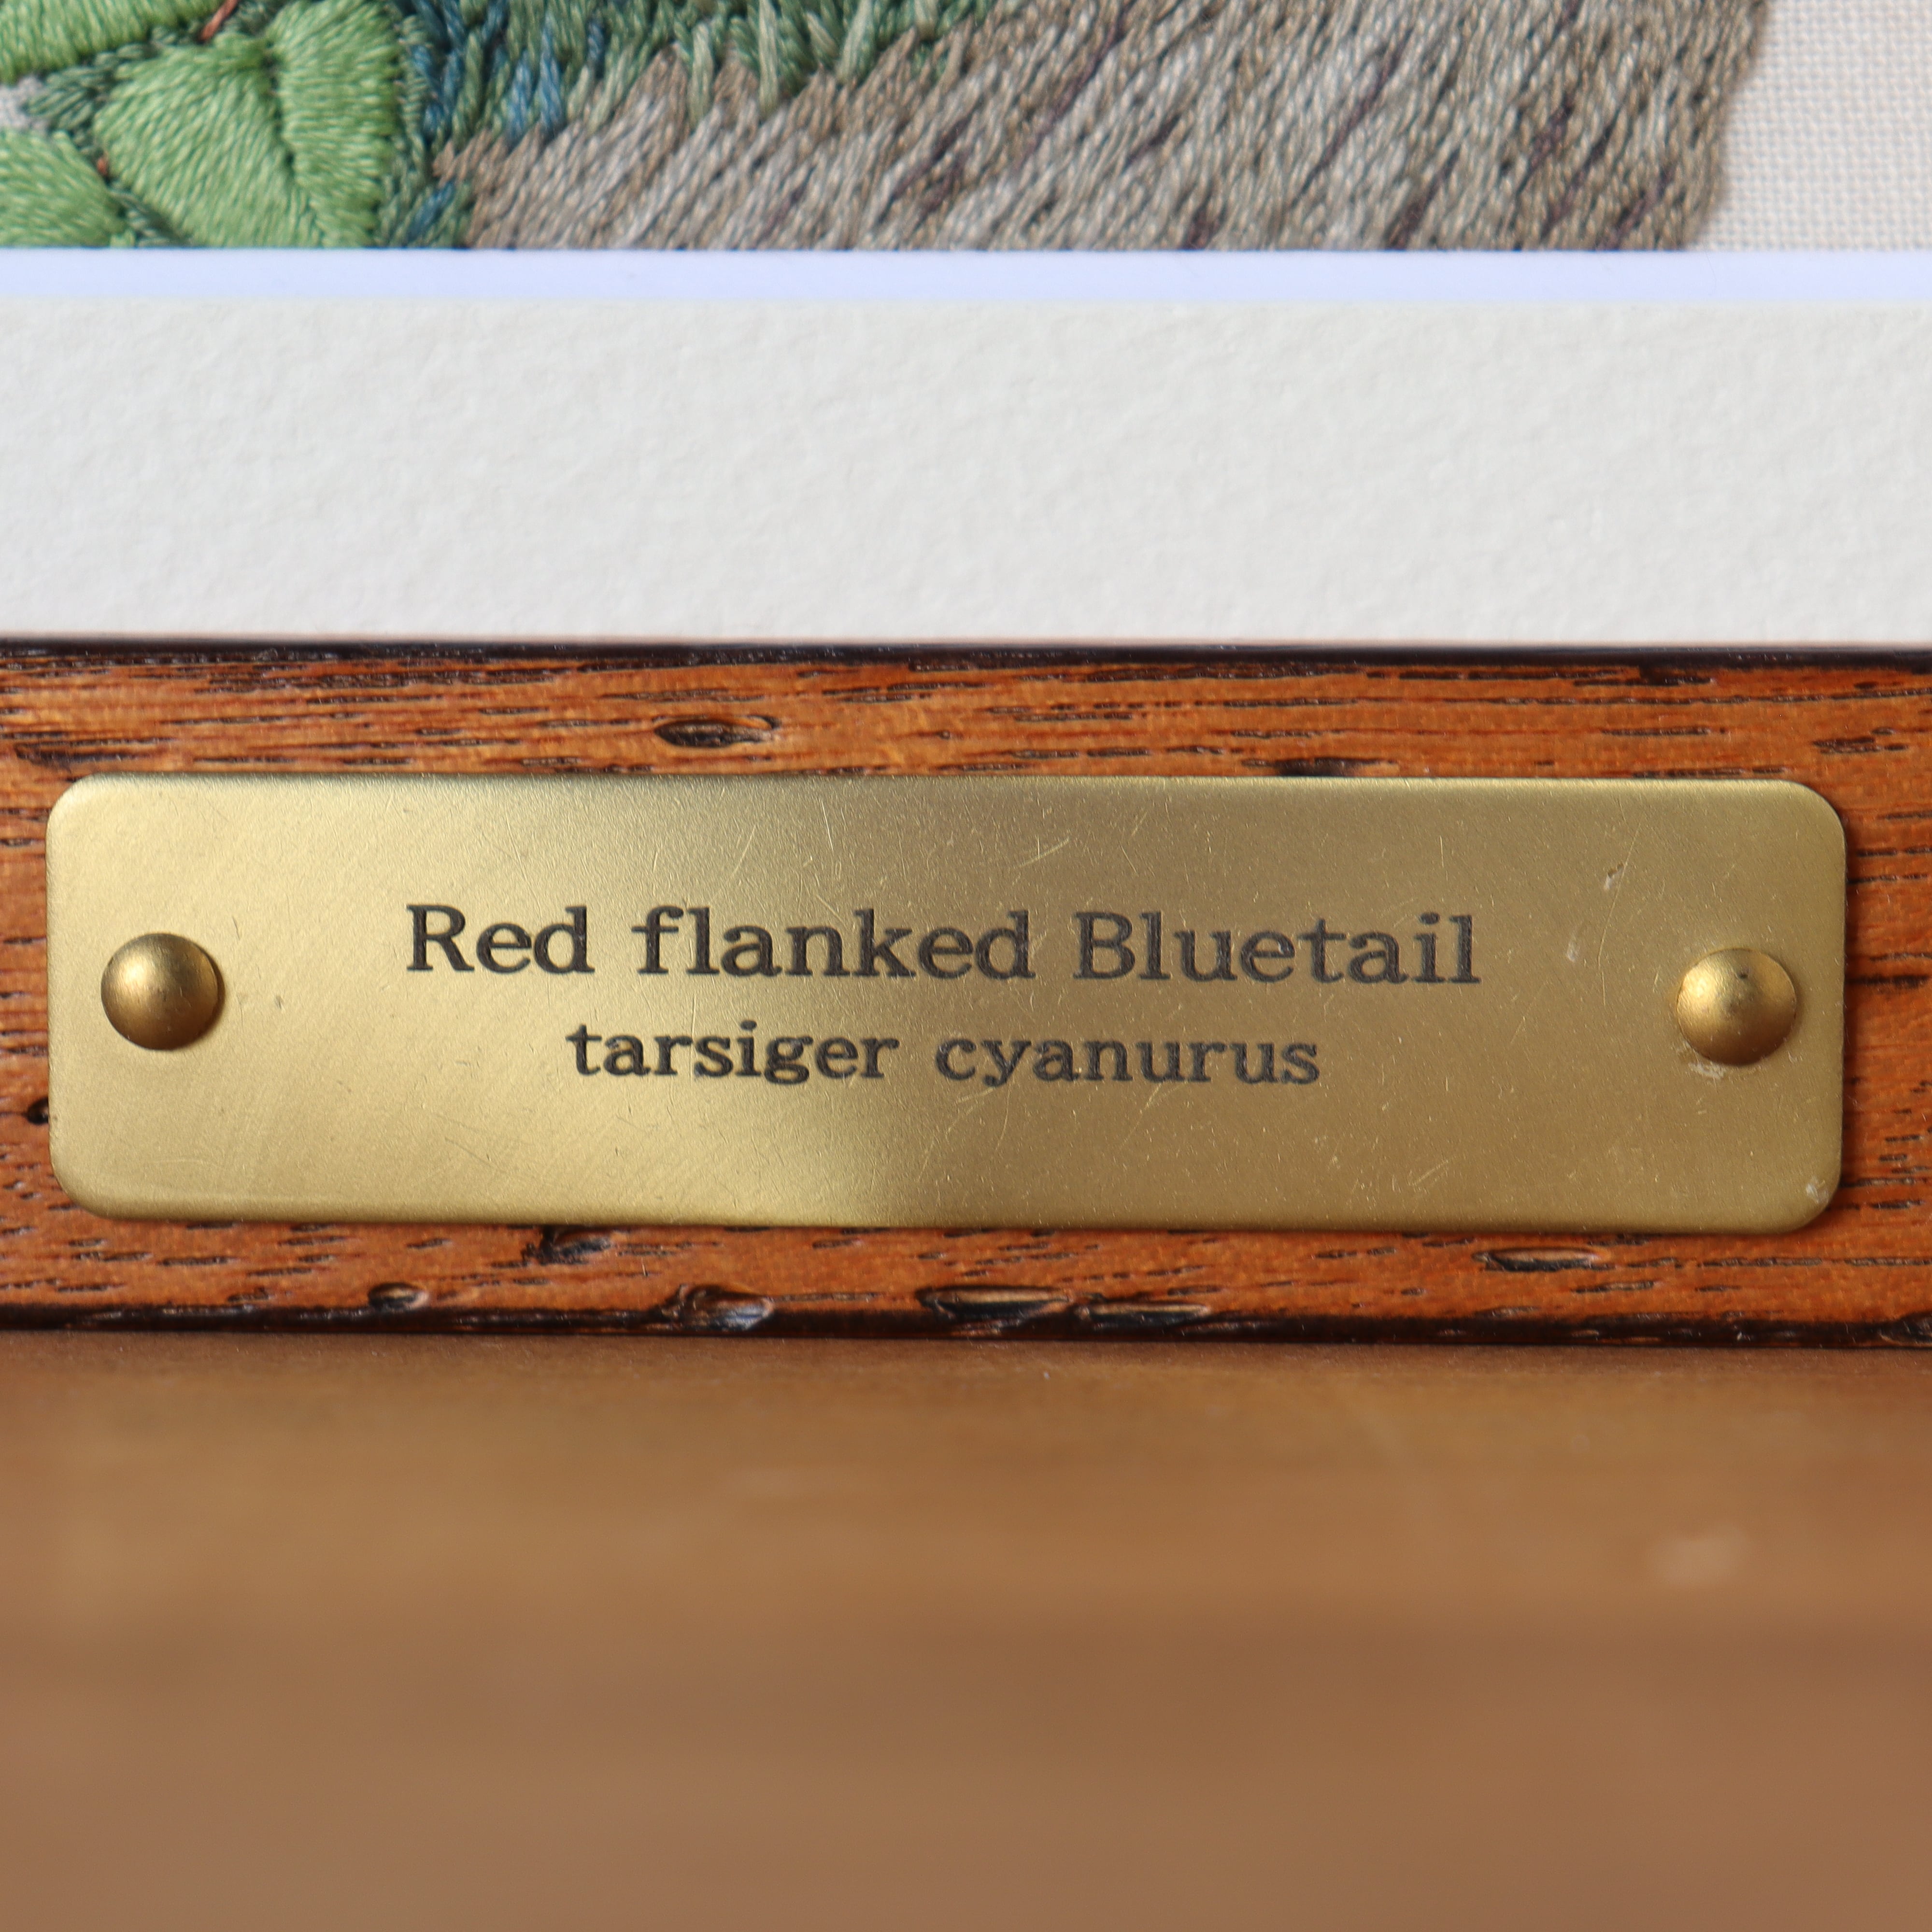 Red flanked Bluetail
tarsiger cyanurus